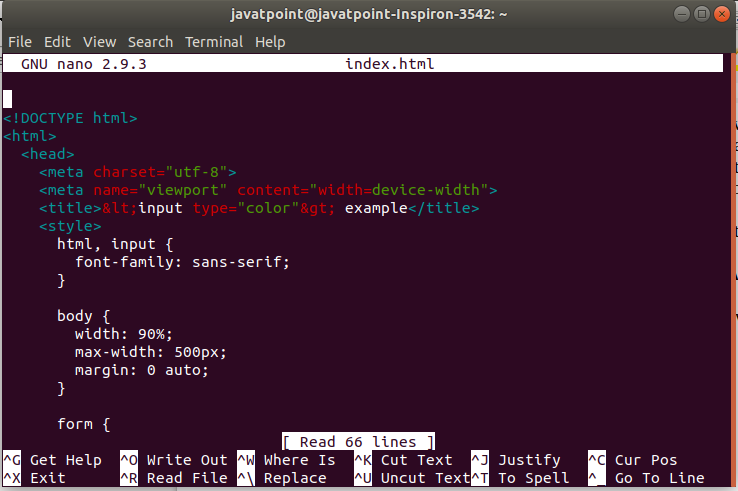 javatpoint@javatpoint-Inspiron-3542: ~
File Edit View Search Terminal Help
GNU nano 2.9.3 index.html
<!DOCTYPE html>
<html>
  <head>
    <meta charset="utf-8">
    <meta name="viewport" content="width=device-width">
    <title>&lt;input type="color"&gt; example</title>
    <style>
      html, input {
        font-family: sans-serif;
      }
      body {
        width: 90%;
        max-width: 500px;
        margin: 0 auto;
      }
      form {
[ Read 66 lines ]
^G Get Help ^O Write Out ^W Where Is ^K Cut Text ^J Justify ^C Cur Pos
^X Exit ^R Read File ^\ Replace ^U Uncut Text ^T To Spell ^_ Go To Line